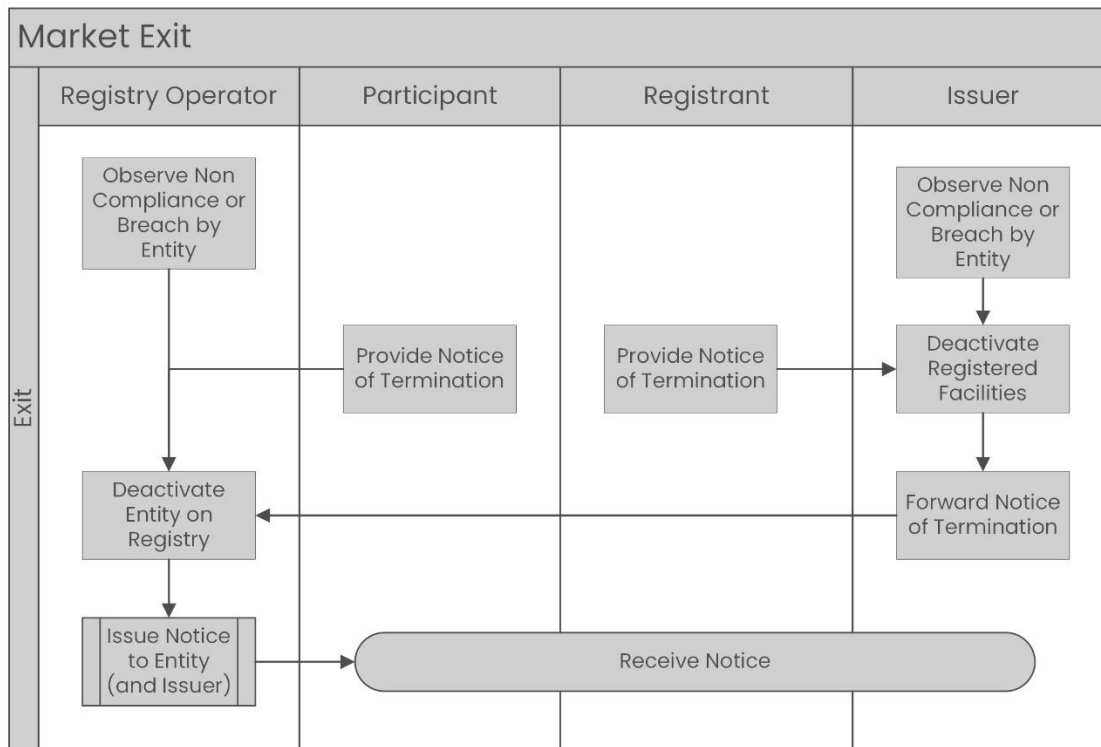 Market Exit
Registry Operator
Participant
Registrant
Issuer
Exit
Observe Non
Compliance or
Breach by
Entity
Observe Non
Compliance or
Breach by
Entity
Provide Notice
of Termination
Provide Notice
of Termination
Deactivate
Registered
Facilities
Deactivate
Entity on
Registry
Forward Notice
of Termination
Issue Notice
to Entity
(and Issuer)
Receive Notice